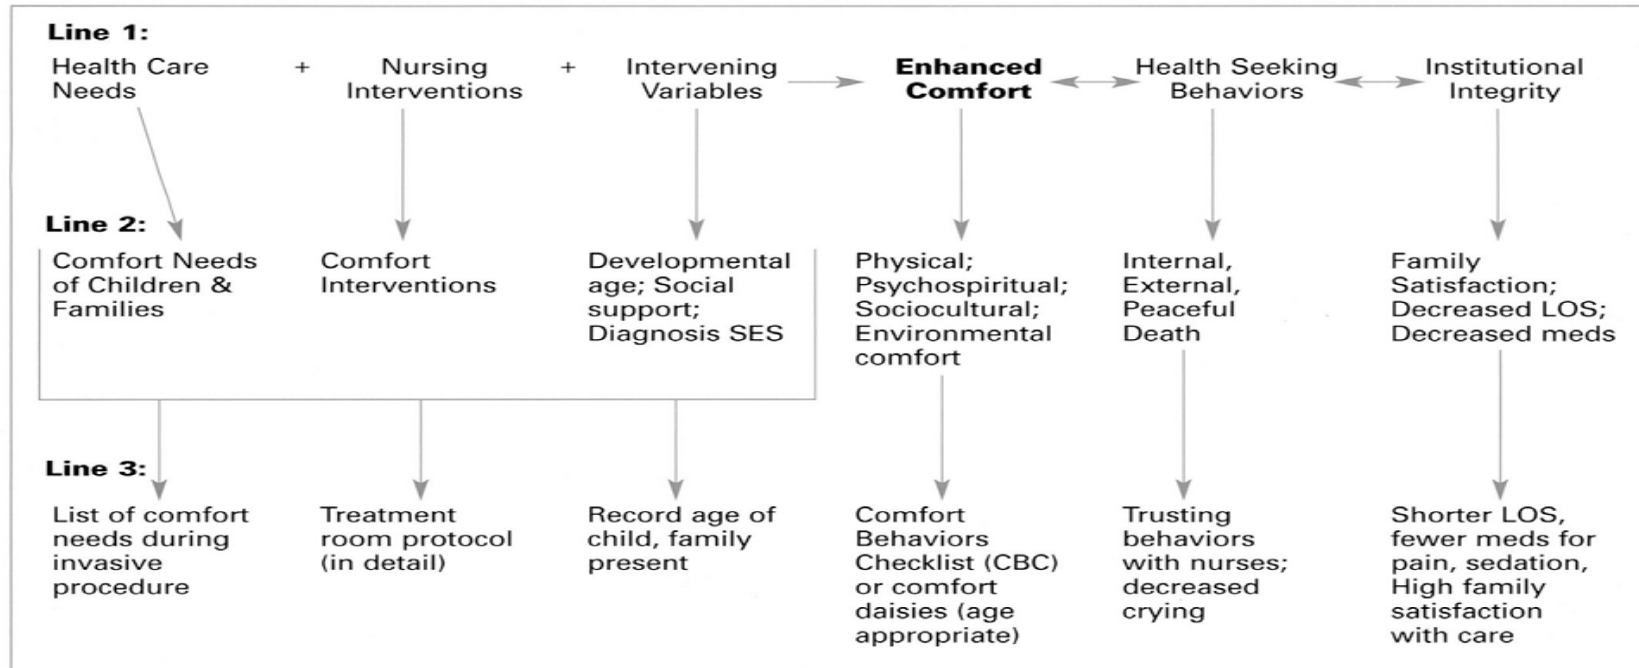 Line 1:
Health Care
Needs
+
Nursing
Interventions
+
Intervening
Variables
Enhanced
Comfort
Health Seeking
Behaviors
Institutional
Integrity
Line 2:
Comfort Needs
of Children &
Families
Comfort
Interventions
Developmental
age; Social
support;
Diagnosis SES
Physical;
Psychospiritual;
Sociocultural;
Environmental
comfort
Internal,
External,
Peaceful
Death
Family
Satisfaction;
Decreased LOS;
Decreased meds
Line 3:
List of comfort
needs during
invasive
procedure
Treatment
room protocol
(in detail)
Record age of
child, family
present
Comfort
Behaviors
Checklist (CBC)
or comfort
daisies (age
appropriate)
Trusting
behaviors
with nurses;
decreased
crying
Shorter LOS,
fewer meds for
pain, sedation,
High family
satisfaction
with care